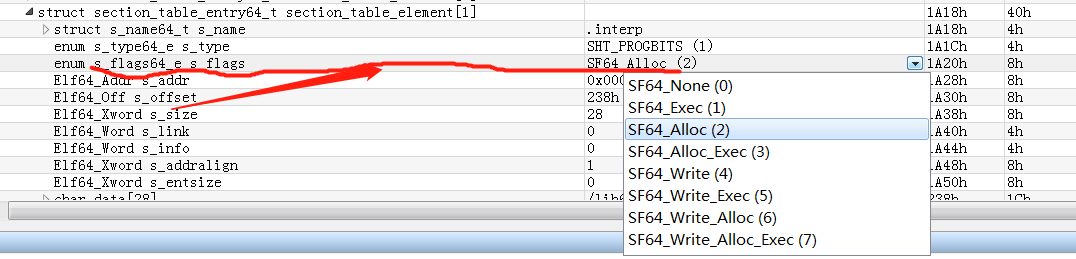 struct section_table_entry64_t section_table_element[1] 1A18h 40h
struct s_name64_t s_name .interp 1A18h 4h
enum s_type64_e s_type SHT_PROGBITS (1) 1A1Ch 4h
enum s_flags64_e s_flags SF64_Alloc (2) 1A20h 8h
Elf64_Addr s_addr 0x000 1A28h 8h
Elf64_Off s_offset 238h 1A30h 8h
Elf64_Xword s_size 28 1A38h 8h
Elf64_Word s_link 0 1A40h 4h
Elf64_Word s_info 0 1A44h 4h
Elf64_Xword s_addralign 1 1A48h 8h
Elf64_Xword s_entsize 0 1A50h 8h
char data[28] /lib6 238h 1Ch
SF64_None (0)
SF64_Exec (1)
SF64_Alloc (2)
SF64_Alloc_Exec (3)
SF64_Write (4)
SF64_Write_Exec (5)
SF64_Write_Alloc (6)
SF64_Write_Alloc_Exec (7)